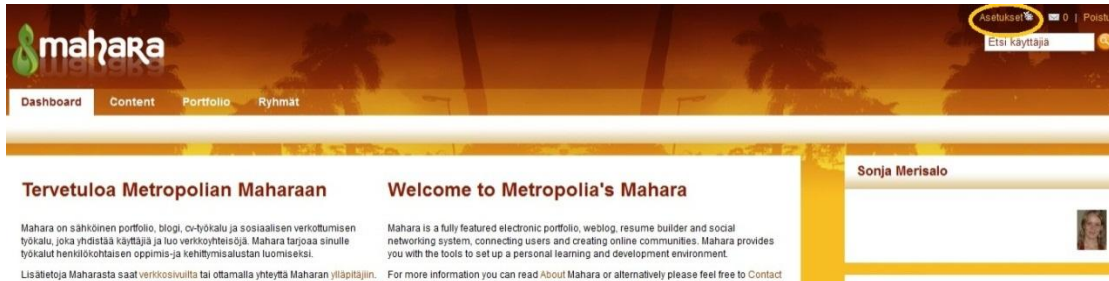 Asetukset 0 | Poistu
mahara
Etsi käyttäjiä
Dashboard Content Portfolio Ryhmät
Sonja Merisalo
Tervetuloa Metropolian Maharaan
Mahara on sähköinen portfolio, blogi, cv-työkalu ja sosiaalisen verkottumisen
työkalu, joka yhdistää käyttäjiä ja luo verkkoyhteisöjä. Mahara tarjoaa sinulle
työkalut henkilökohtaisen oppimis-ja kehittymisalustan luomiseksi.
Lisätietoja Maharasta saat verkkosivuilta tai ottamalla yhteyttä Maharan ylläpitäjiin.
Welcome to Metropolia's Mahara
Mahara is a fully featured electronic portfolio, weblog, resume builder and social
networking system, connecting users and creating online communities. Mahara provides
you with the tools to set up a personal learning and development environment.
For more information you can read About Mahara or alternatively please feel free to Contact